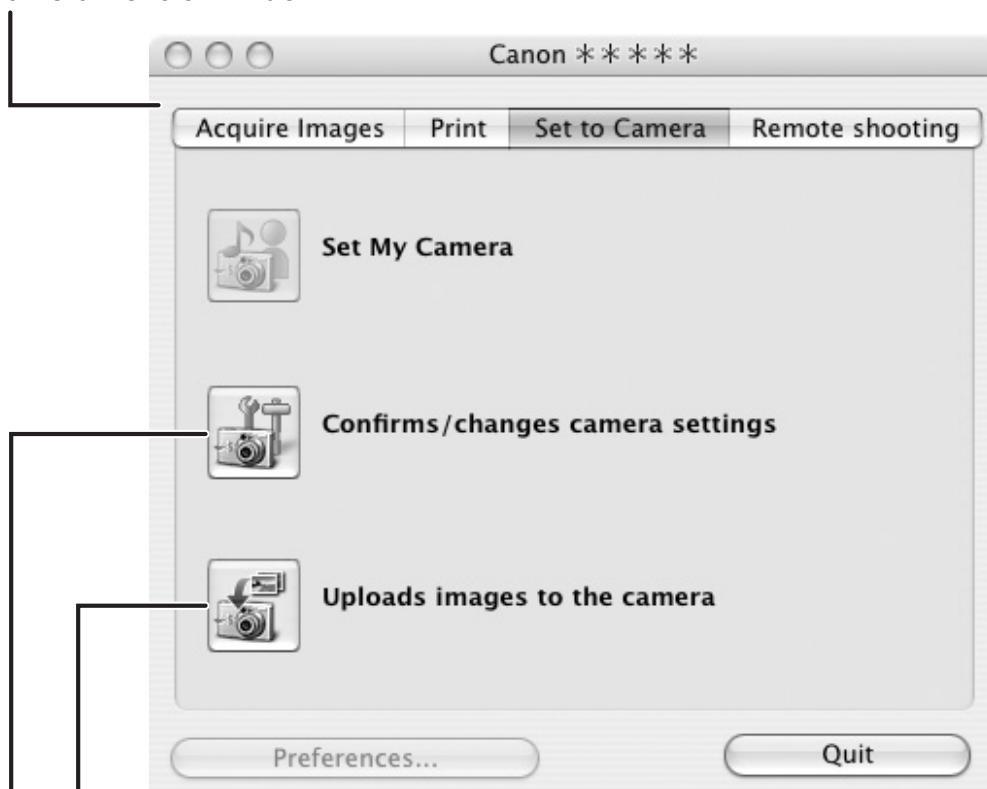 Canon *****
Acquire Images Print Set to Camera Remote shooting
Set My Camera
Confirms/changes camera settings
Uploads images to the camera
Preferences... Quit